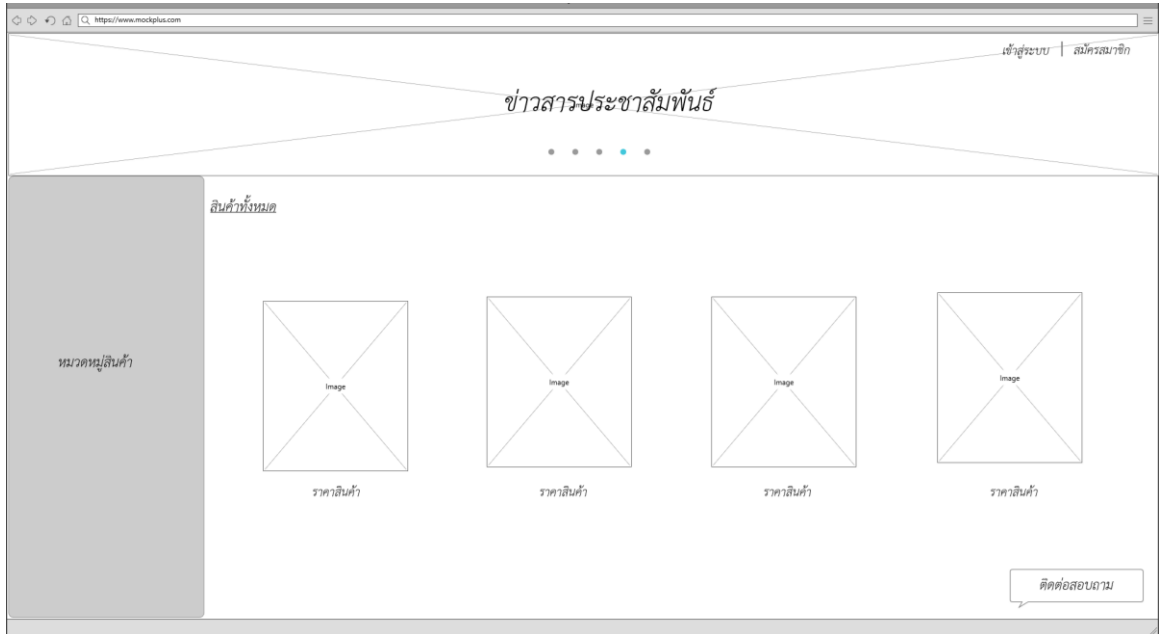 https://www.mockplus.com
เข้าสู่ระบบ | สมัครสมาชิก
ข่าวสารประชาสัมพันธ์
Image
สินค้าทั้งหมด
หมวดหมู่สินค้า
Image Image Image Image
ราคาสินค้า ราคาสินค้า ราคาสินค้า ราคาสินค้า
ติดต่อสอบถาม